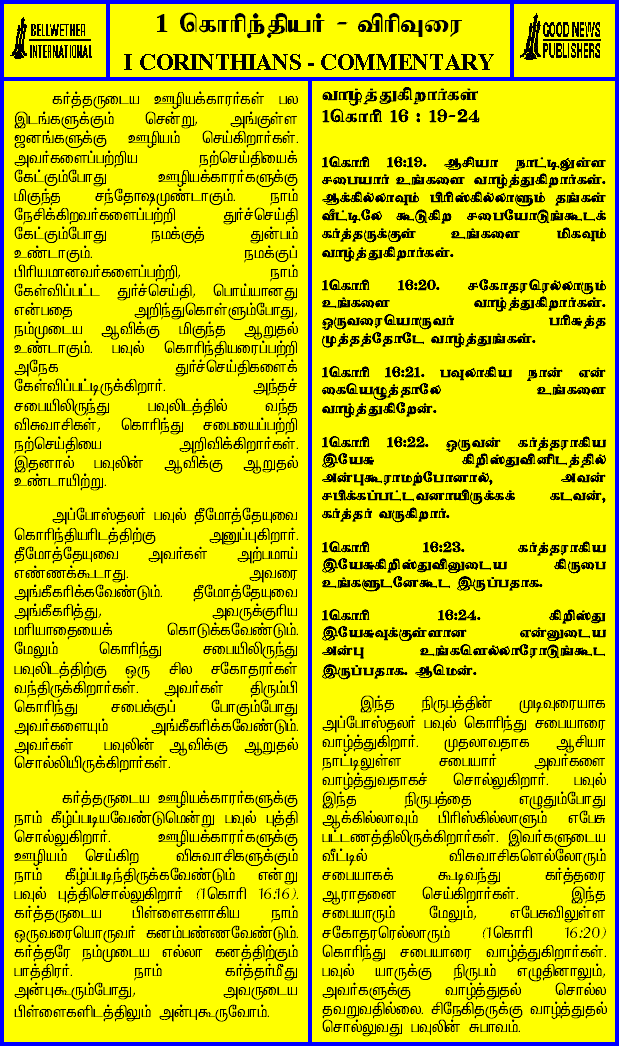 BELLWETHER
INTERNATIONAL
1 கொரிந்தியர் - விரிவுரை
I CORINTHIANS - COMMENTARY
GOOD NEWS
PUBLISHERS
கர்த்தருடைய ஊழியக்காரர்கள் பல
இடங்களுக்கும் சென்று, அங்குள்ள
ஜனங்களுக்கு ஊழியம் செய்கிறார்கள்.
அவர்களைப்பற்றிய நற்செய்தியைக்
கேட்கும்போது ஊழியக்காரர்களுக்கு
மிகுந்த சந்தோஷமுண்டாகும். நாம்
நேசிக்கிறவர்களைப்பற்றி துர்ச்செய்தி
கேட்கும்போது நமக்குத் துன்பம்
உண்டாகும். நமக்குப்
பிரியமானவர்களைப்பற்றி, நாம்
கேள்விப்பட்ட துர்ச்செய்தி, பொய்யானது
என்பதை அறிந்துகொள்ளும்போது,
நம்முடைய ஆவிக்கு மிகுந்த ஆறுதல்
உண்டாகும். பவுல் கொரிந்தியரைப்பற்றி
அநேக துர்ச்செய்திகளைக்
கேள்விப்பட்டிருக்கிறார். அந்தச்
சபையிலிருந்து பவுலிடத்தில் வந்த
விசுவாசிகள், கொரிந்து சபையைப்பற்றி
நற்செய்தியை அறிவிக்கிறார்கள்.
இதனால் பவுலின் ஆவிக்கு ஆறுதல்
உண்டாயிற்று.
அப்போஸ்தலர் பவுல் தீமோத்தேயுவை
கொரிந்தியரிடத்திற்கு அனுப்புகிறார்.
தீமோத்தேயுவை அவர்கள் அற்பமாய்
எண்ணக்கூடாது. அவரை
அங்கீகரிக்கவேண்டும். தீமோத்தேயுவை
அங்கீகரித்து, அவருக்குரிய
மரியாதையைக் கொடுக்கவேண்டும்.
மேலும் கொரிந்து சபையிலிருந்து
பவுலிடத்திற்கு ஒரு சில சகோதரர்கள்
வந்திருக்கிறார்கள். அவர்கள் திரும்பி
கொரிந்து சபைக்குப் போகும்போது
அவர்களையும் அங்கீகரிக்கவேண்டும்.
அவர்கள் பவுலின் ஆவிக்கு ஆறுதல்
சொல்லியிருக்கிறார்கள்.
கர்த்தருடைய ஊழியக்காரர்களுக்கு
நாம் கீழ்ப்படியவேண்டுமென்று பவுல் புத்தி
சொல்லுகிறார். ஊழியக்காரர்களுக்கு
ஊழியம் செய்கிற விசுவாசிகளுக்கும்
நாம் கீழ்ப்படிந்திருக்கவேண்டும் என்று
பவுல் புத்திசொல்லுகிறார் (1கொரி 16:16).
கர்த்தருடைய பிள்ளைகளாகிய நாம்
ஒருவரையொருவர் கனம்பண்ணவேண்டும்.
கர்த்தரே நம்முடைய எல்லா கனத்திற்கும்
பாத்திரர். நாம் கர்த்தர்மீது
அன்புகூரும்போது, அவருடைய
பிள்ளைகளிடத்திலும் அன்புகூருவோம்.
வாழ்த்துகிறார்கள்
1கொரி 16 : 19-24
1கொரி 16:19. ஆசியா நாட்டிலுள்ள
சபையார் உங்களை வாழ்த்துகிறார்கள்.
ஆக்கில்லாவும் பிரிஸ்கில்லாளும் தங்கள்
வீட்டிலே கூடுகிற சபையோடுங்கூடக்
கர்த்தருக்குள் உங்களை மிகவும்
வாழ்த்துகிறார்கள்.
1கொரி 16:20. சகோதரரெல்லாரும்
உங்களை வாழ்த்துகிறார்கள்.
ஒருவரையொருவர் பரிசுத்த
முத்தத்தோடே வாழ்த்துங்கள்.
1கொரி 16:21. பவுலாகிய நான் என்
கையெழுத்தாலே உங்களை
வாழ்த்துகிறேன்.
1கொரி 16:22. ஒருவன் கர்த்தராகிய
இயேசு கிறிஸ்துவினிடத்தில்
அன்புகூராமற்போனால், அவன்
சபிக்கப்பட்டவனாயிருக்கக் கடவன்,
கர்த்தர் வருகிறார்.
1கொரி 16:23. கர்த்தராகிய
இயேசுகிறிஸ்துவினுடைய கிருபை
உங்களுடனேகூட இருப்பதாக.
1கொரி 16:24. கிறிஸ்து
இயேசுவுக்குள்ளான என்னுடைய
அன்பு உங்களெல்லாரோடுங்கூட
இருப்பதாக. ஆமென்.
இந்த நிருபத்தின் முடிவுரையாக
அப்போஸ்தலர் பவுல் கொரிந்து சபையாரை
வாழ்த்துகிறார். முதலாவதாக ஆசியா
நாட்டிலுள்ள சபையார் அவர்களை
வாழ்த்துவதாகச் சொல்லுகிறார். பவுல்
இந்த நிருபத்தை எழுதும்போது
ஆக்கில்லாவும் பிரிஸ்கில்லாளும் எபேசு
பட்டணத்திலிருக்கிறார்கள். இவர்களுடைய
வீட்டில் விசுவாசிகளெல்லோரும்
சபையாகக் கூடிவந்து கர்த்தரை
ஆராதனை செய்கிறார்கள். இந்த
சபையாரும் மேலும், எபேசுவிலுள்ள
சகோதரரெல்லாரும் (1கொரி 16:20)
கொரிந்து சபையாரை வாழ்த்துகிறார்கள்.
பவுல் யாருக்கு நிருபம் எழுதினாலும்,
அவர்களுக்கு வாழ்த்துதல் சொல்ல
தவறுவதில்லை. சிநேகிதருக்கு வாழ்த்துதல்
சொல்லுவது பவுலின் சுபாவம்.